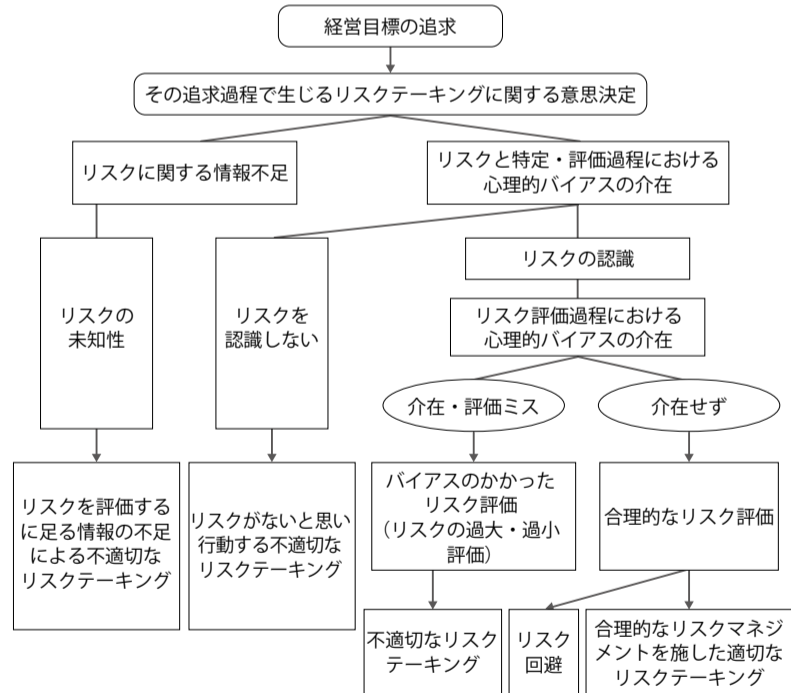 経営目標の追求
その追求過程で生じるリスクテーキングに関する意思決定
リスクに関する情報不足
リスクと特定・評価過程における
心理的バイアスの介在
リスクの
未知性
リスクを
認識しない
リスクの認識
リスク評価過程における
心理的バイアスの介在
介在・評価ミス
介在せず
リスクを評価する
に足る情報の不足
による不適切な
リスクテーキング
リスクがないと思い
行動する不適切な
リスクテーキング
バイアスのかかった
リスク評価
（リスクの過大・過小
評価）
合理的なリスク評価
不適切なリスク
テーキング
リスク
回避
合理的なリスクマネジ
メントを施した適切な
リスクテーキング